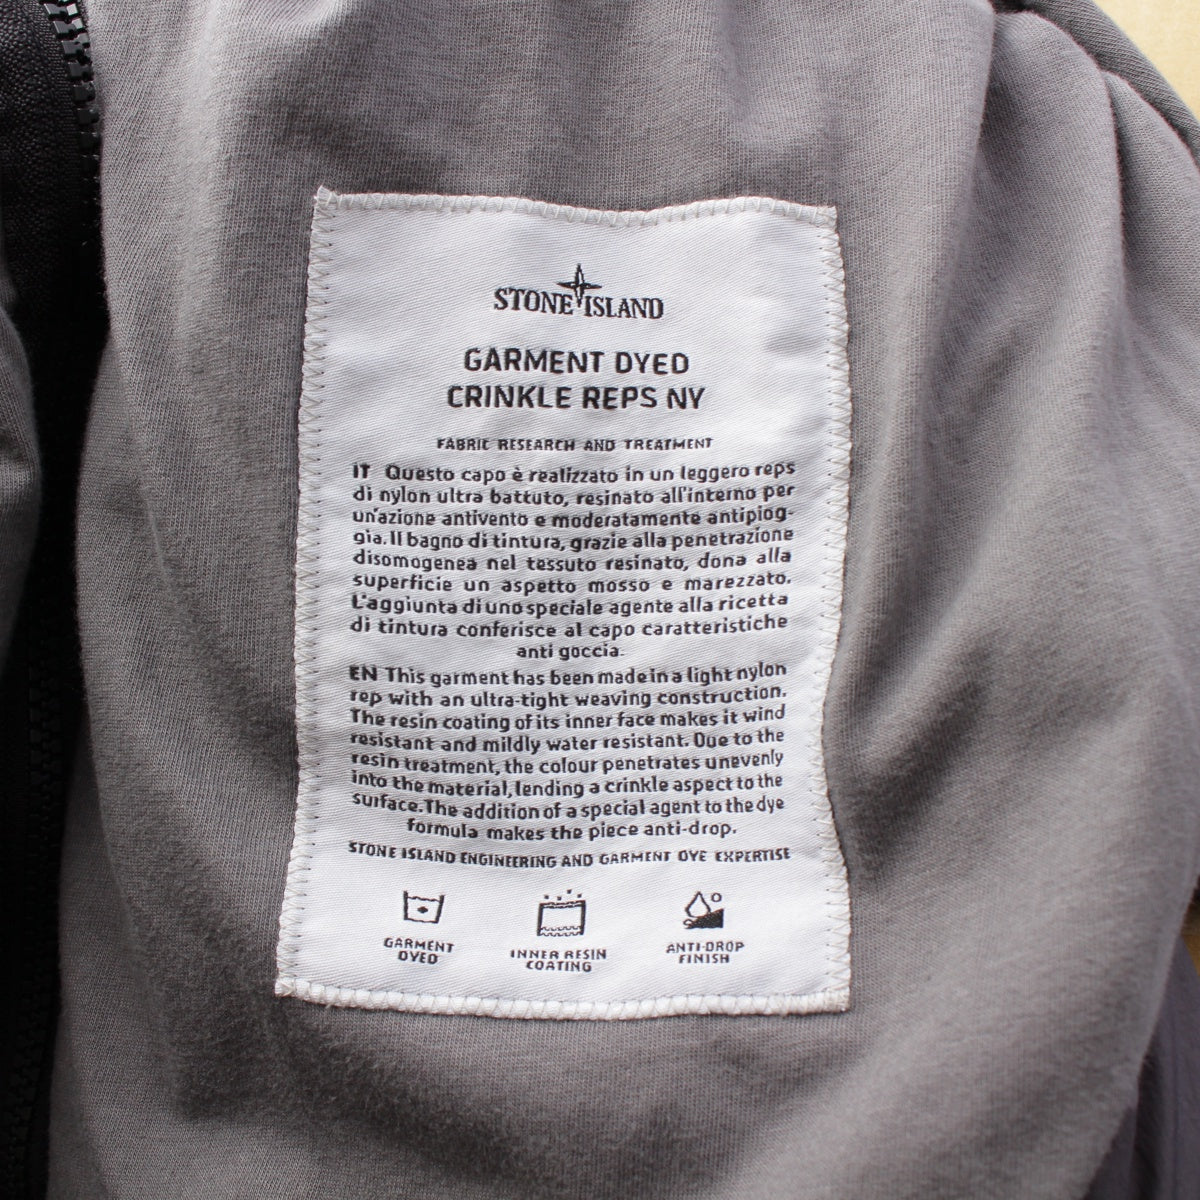 STONE ISLAND
GARMENT DYED
CRINKLE REPS NY
FABRIC RESEARCH AND TREATMENT
IT Questo capo è realizzato in un leggero reps
di nylon ultra battuto, resinato all'interno per
un'azione antivento e moderatamente antipiog-
gia. Il bagno di tintura, grazie alla penetrazione
disomogenea nel tessuto resinato, dona alla
superficie un aspetto mosso e marezzato.
L'aggiunta di uno speciale agente alla ricetta
di tintura conferisce al capo caratteristiche
anti goccia.
EN This garment has been made in a light nylon
rep with an ultra-tight weaving construction.
The resin coating of its inner face makes it wind
resistant and mildly water resistant. Due to the
resin treatment, the colour penetrates unevenly
into the material, lending a crinkle aspect to the
surface. The addition of a special agent to the dye
formula makes the piece anti-drop.
STONE ISLAND ENGINEERING AND GARMENT DYE EXPERTISE
GARMENT
DYED
INNER RESIN
COATING
ANTI-DROP
FINISH